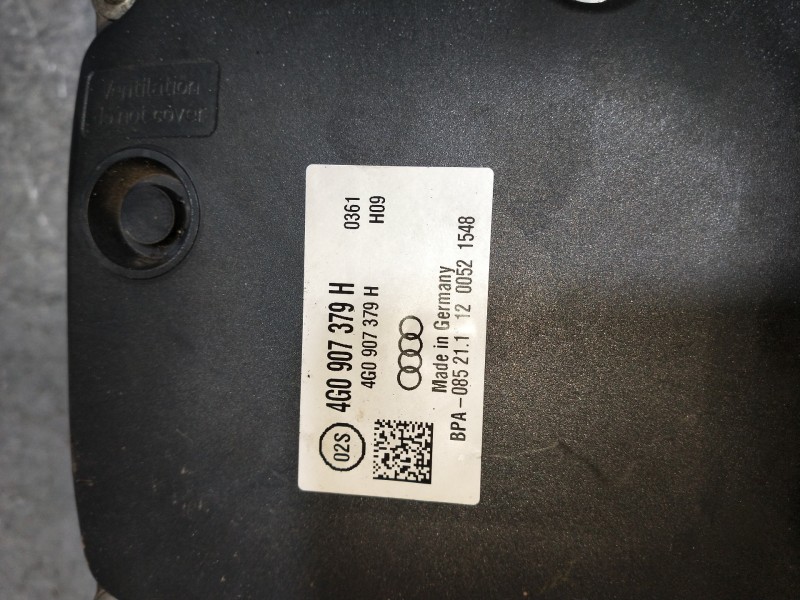 Ventilation
do not cover
02S 4G0 907 379 H 0361
4G0 907 379 H H09
Made in Germany
BPA-085 21.1 12 0052 1548